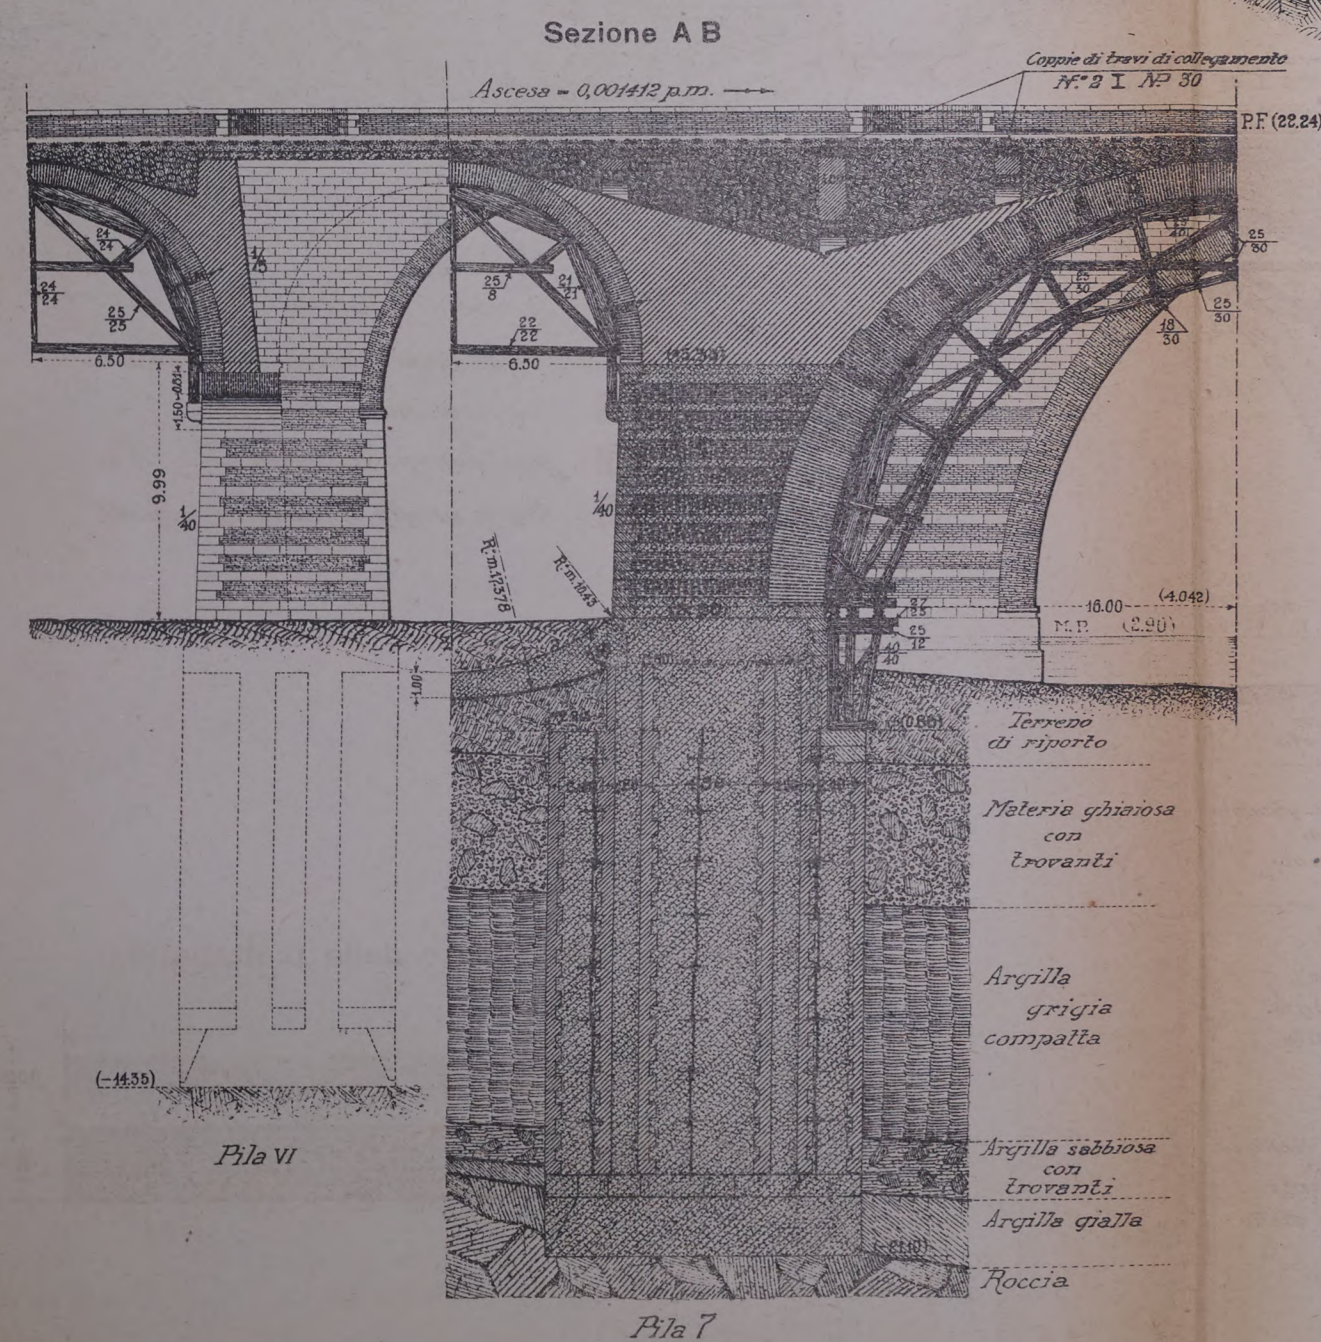 Sezione A B
Coppie di travi di collegamento
N.º 2 I Nº 30
Ascesa = 0,001412 p.m.
P.F. (22.24)
24
24
1/15
24
24
25
25
6.50
25
8
21
21
22
22
6.50
25
30
25
30
18
30
9.99
1/40
1/40
R.i m. 17.378
16.00
(4.042)
M.P. (2.90)
27
25
12
40
40
1.00
Terreno
di riporto
Materia ghiaiosa
con
trovanti
Argilla
grigia
compatta
(-14.35)
Pila VI
Argilla sabbiosa
con
trovanti
Argilla gialla
Roccia
Pila 7